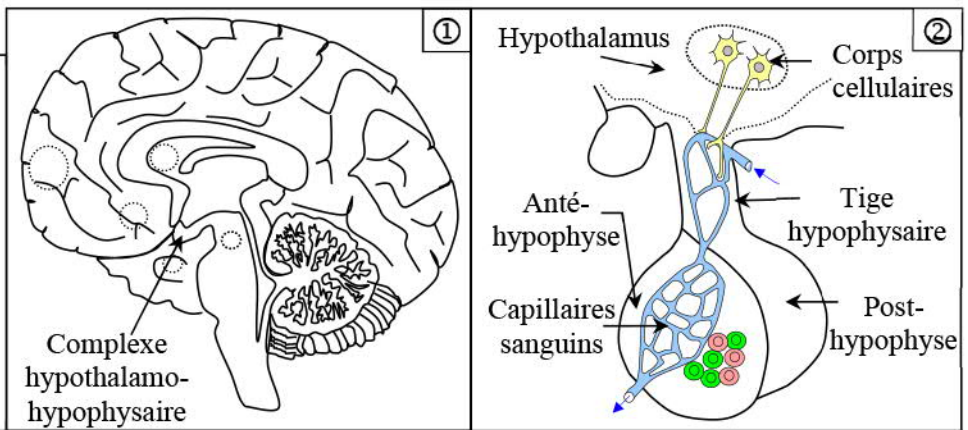 ①
Complexe
hypothalamo-
hypophysaire
②
Hypothalamus
Corps
cellulaires
Anté-
hypophyse
Tige
hypophysaire
Capillaires
sanguins
Post-
hypophyse